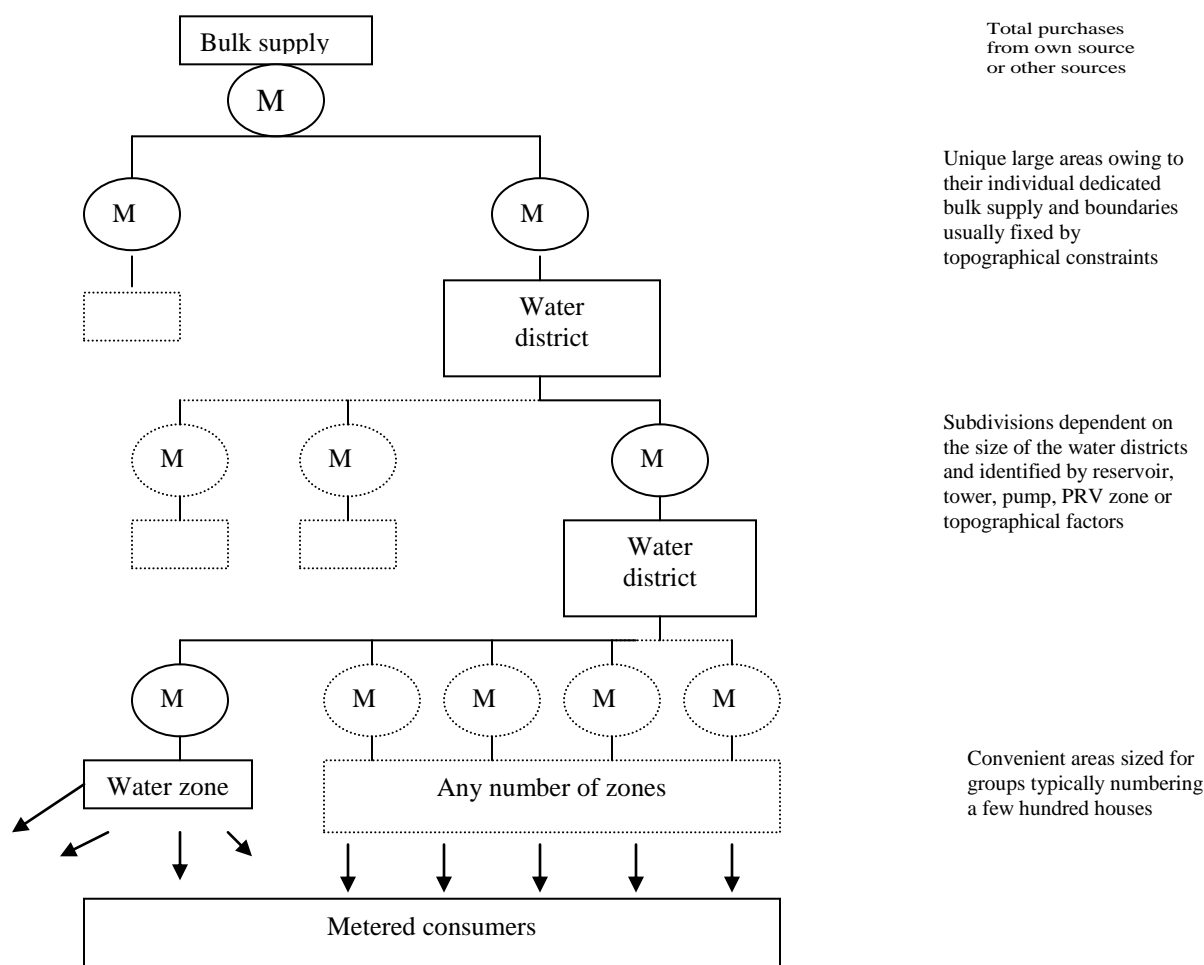 Bulk supply
Total purchases
from own source
or other sources
M
M
M
Unique large areas owing to
their individual dedicated
bulk supply and boundaries
usually fixed by
topographical constraints
Water
district
M
M
M
Subdivisions dependent on
the size of the water districts
and identified by reservoir,
tower, pump, PRV zone or
topographical factors
Water
district
M
M
M
M
M
Water zone
Any number of zones
Convenient areas sized for
groups typically numbering
a few hundred houses
Metered consumers